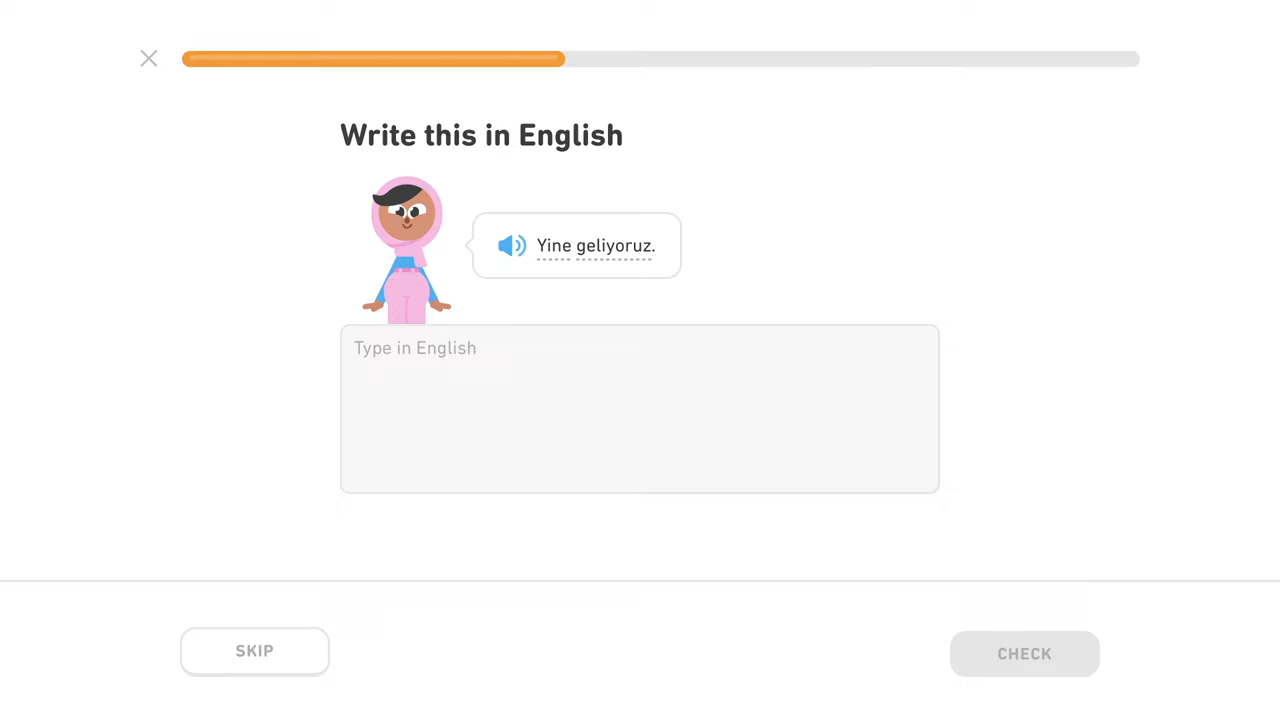 Write this in English
Yine geliyoruz.
Type in English
SKIP
CHECK